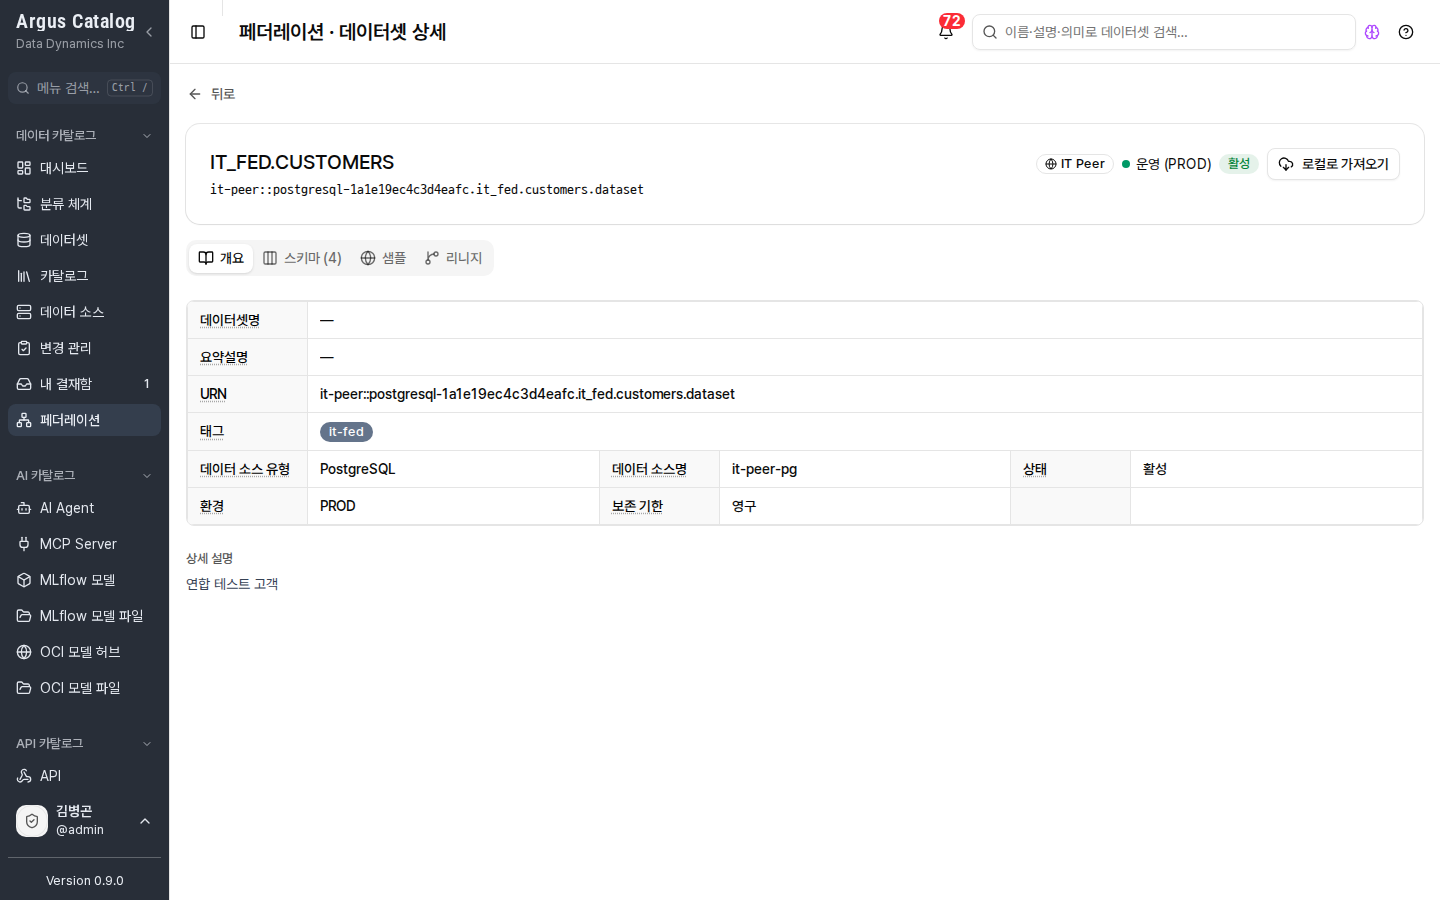 Argus Catalog
Data Dynamics Inc
메뉴 검색... Ctrl /
데이터 카탈로그
대시보드
분류 체계
데이터셋
카탈로그
데이터 소스
변경 관리
내 결재함 1
페더레이션
AI 카탈로그
AI Agent
MCP Server
MLflow 모델
MLflow 모델 파일
OCI 모델 허브
OCI 모델 파일
API 카탈로그
API
김병곤
@admin
Version 0.9.0
페더레이션 · 데이터셋 상세
72
이름·설명·의미로 데이터셋 검색...
뒤로
IT_FED.CUSTOMERS
it-peer::postgresql-1a1e19ec4c3d4eafc.it_fed.customers.dataset
IT Peer 운영 (PROD) 활성 로컬로 가져오기
개요 스키마 (4) 샘플 리니지
데이터셋명 —
요약설명 —
URN it-peer::postgresql-1a1e19ec4c3d4eafc.it_fed.customers.dataset
태그 it-fed
데이터 소스 유형 PostgreSQL 데이터 소스명 it-peer-pg 상태 활성
환경 PROD 보존 기한 영구
상세 설명
연합 테스트 고객